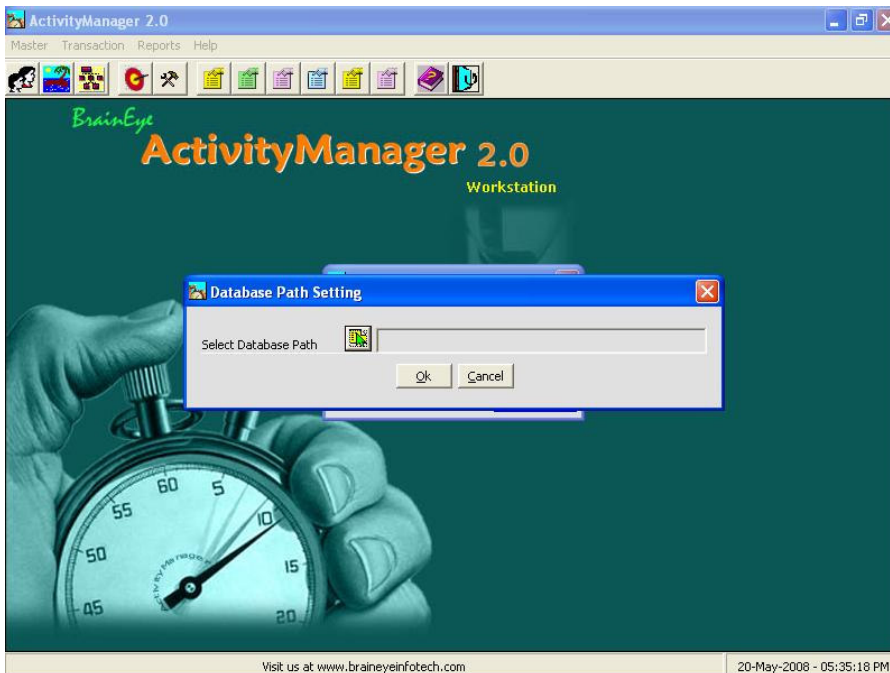 ActivityManager 2.0
Master Transaction Reports Help
BrainEye
ActivityManager 2.0
Workstation
Database Path Setting
Select Database Path
Ok Cancel
60
5
55
10
50
ActivityManager
15
45
20
Visit us at www.braineyeinfotech.com
20-May-2008 - 05:35:18 PM